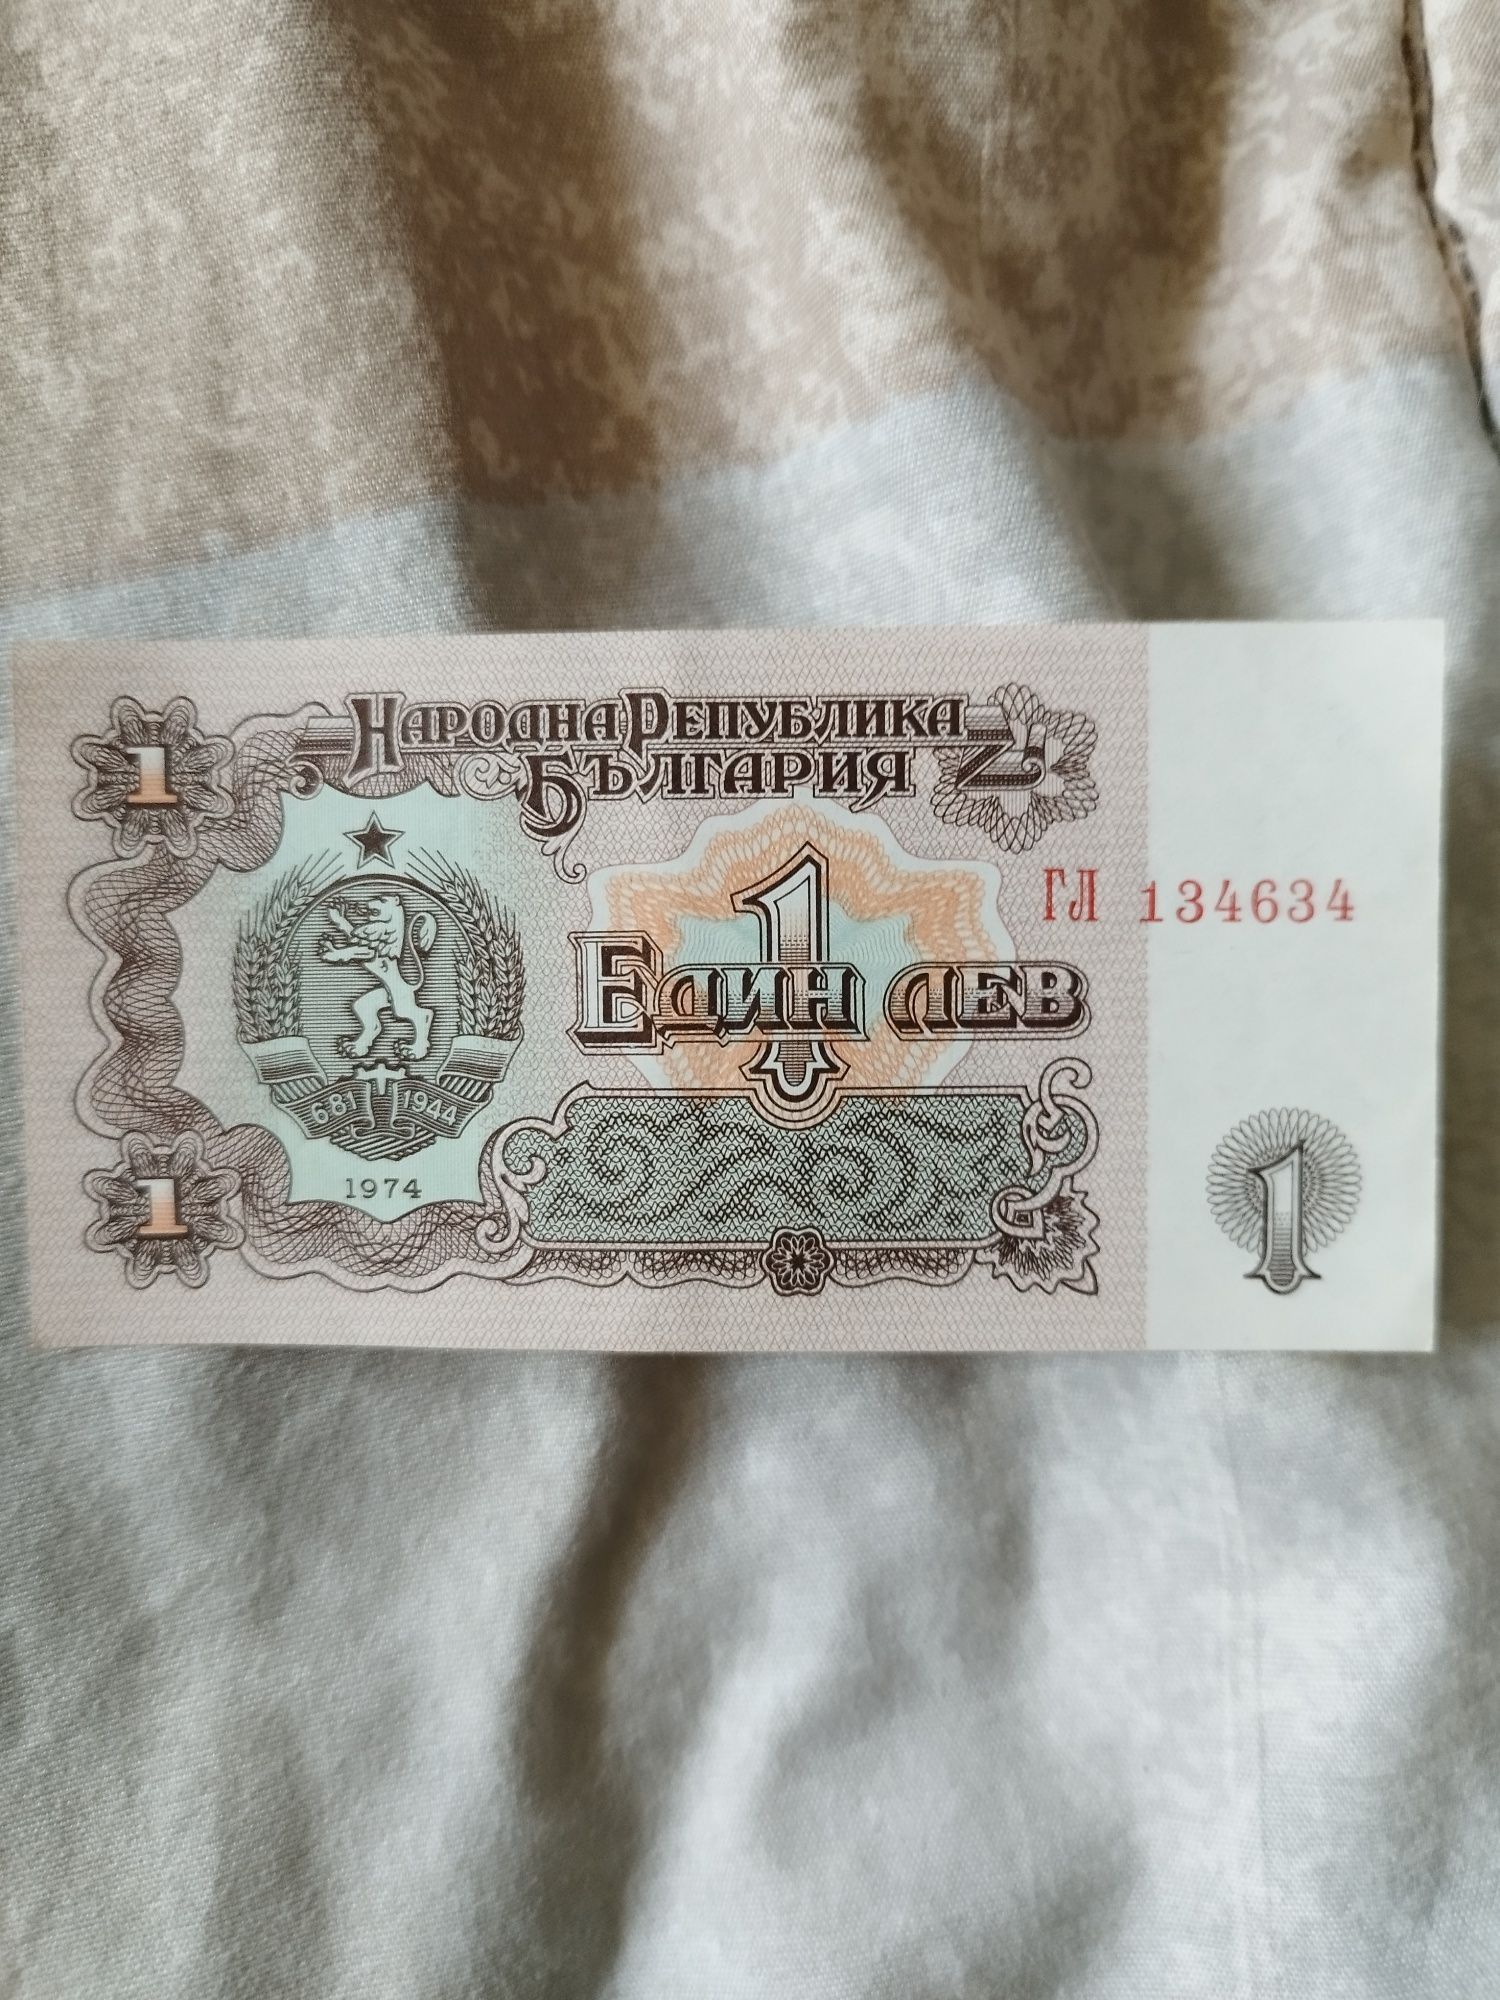 1
НАРОДНА РЕПУБЛИКА
БЪЛГАРИЯ
1
ГЛ 134634
ЕДИН ЛЕВ
681 1944
1974
1
1